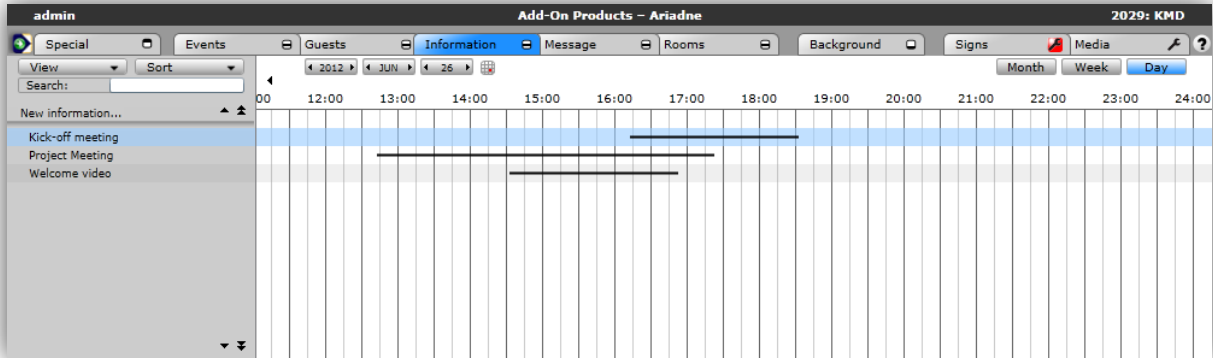 admin Add-On Products – Ariadne 2029: KMD
Special Events Guests Information Message Rooms Background Signs Media ?
View Sort 2012 JUN 26 Month Week Day
Search:
00 12:00 13:00 14:00 15:00 16:00 17:00 18:00 19:00 20:00 21:00 22:00 23:00 24:00
New information...
Kick-off meeting
Project Meeting
Welcome video